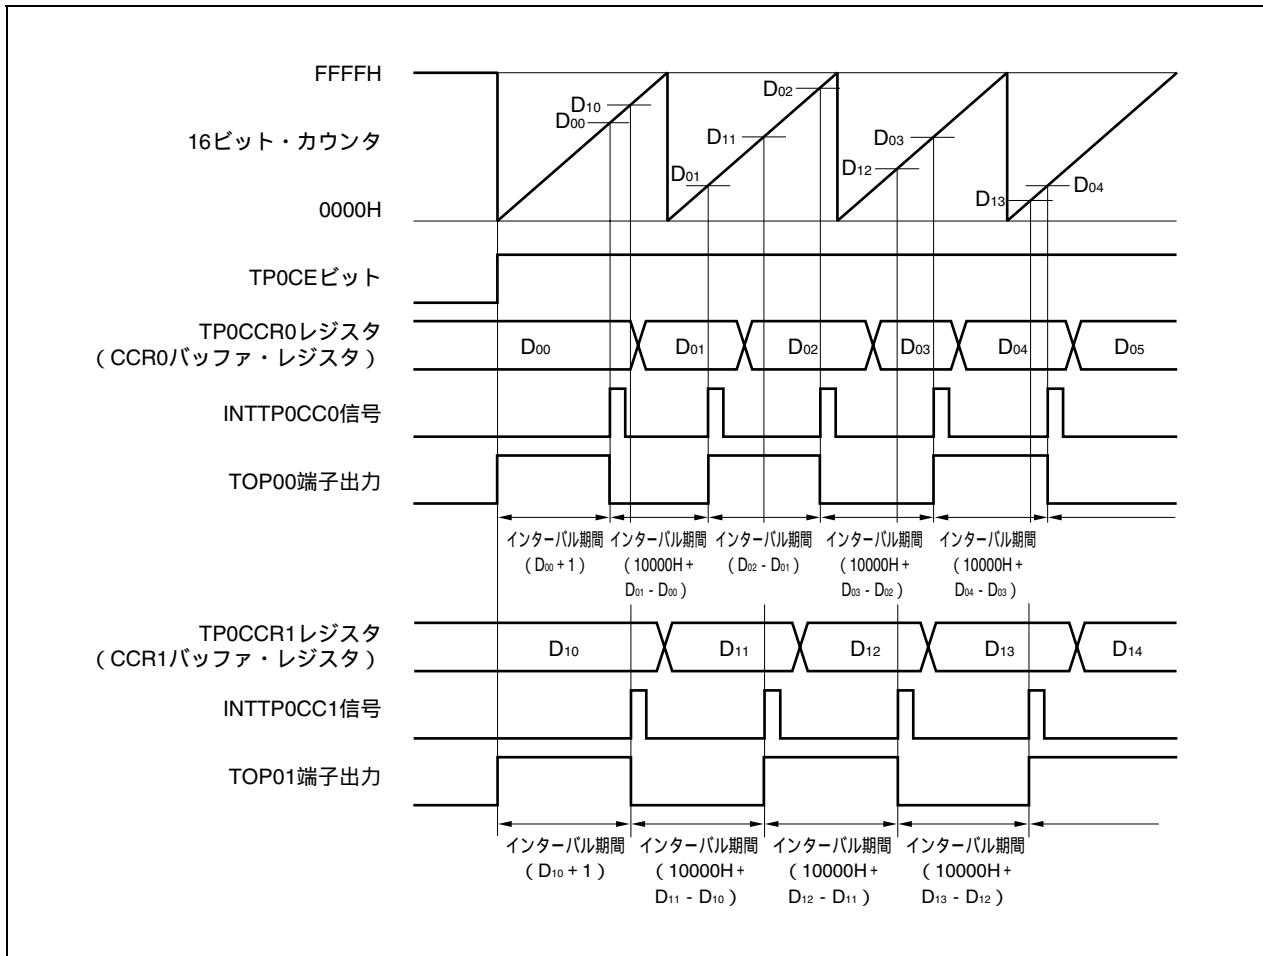 FFFFH
16ビット・カウンタ
0000H
D10
D00
D01
D11
D02
D12
D03
D13
D04
TP0CEビット
TP0CCR0レジスタ
(CCR0バッファ・レジスタ)
D00
D01
D02
D03
D04
D05
INTTP0CC0信号
TOP00端子出力
インターバル期間
(D00 + 1)
インターバル期間
(10000H +
D01 - D00)
インターバル期間
(D02 - D01)
インターバル期間
(10000H +
D03 - D02)
インターバル期間
(10000H +
D04 - D03)
TP0CCR1レジスタ
(CCR1バッファ・レジスタ)
D10
D11
D12
D13
D14
INTTP0CC1信号
TOP01端子出力
インターバル期間
(D10 + 1)
インターバル期間
(10000H +
D11 - D10)
インターバル期間
(10000H +
D12 - D11)
インターバル期間
(10000H +
D13 - D12)